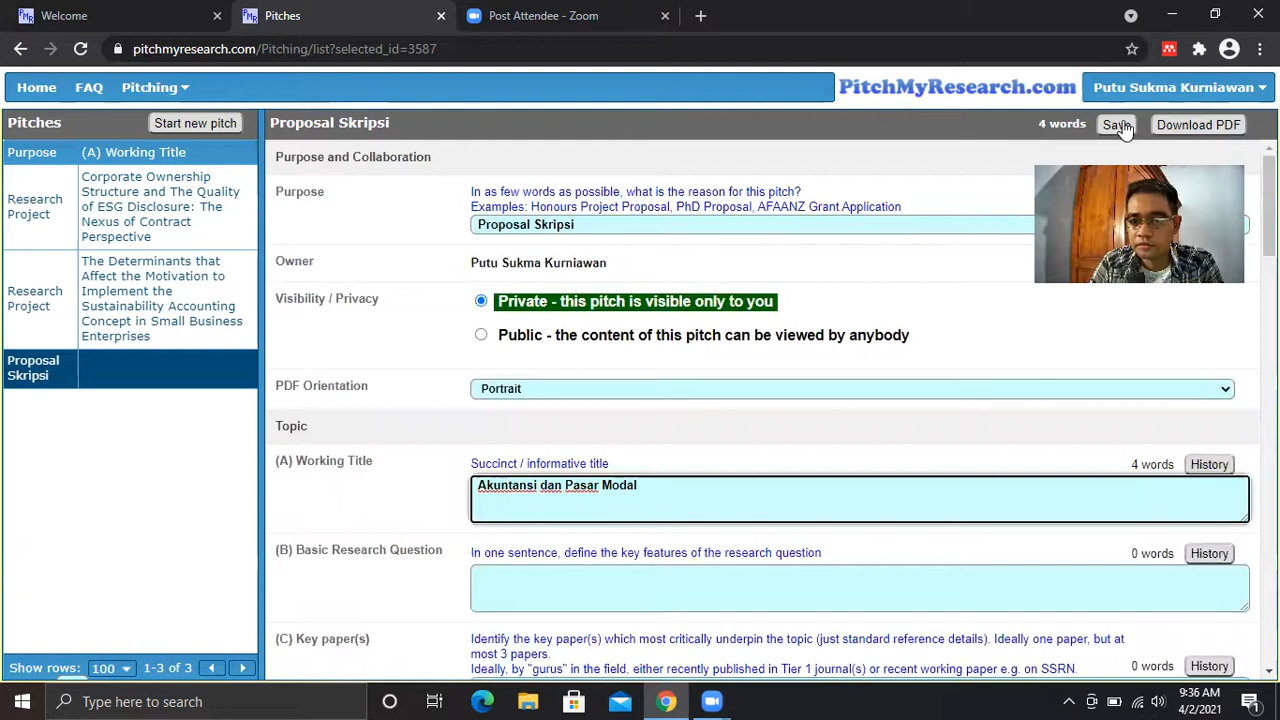 Welcome
Pitches
Post Attendee - Zoom
pitchmyresearch.com/Pitching/list?selected_id=3587
Home FAQ Pitching
PitchMyResearch.com
Putu Sukma Kurniawan
Pitches
Start new pitch
Proposal Skripsi
4 words
Save
Download PDF
Purpose
(A) Working Title
Research
Project
Corporate Ownership
Structure and The Quality
of ESG Disclosure: The
Nexus of Contract
Perspective
Research
Project
The Determinants that
Affect the Motivation to
Implement the
Sustainability Accounting
Concept in Small Business
Enterprises
Proposal
Skripsi
Show rows: 100 1-3 of 3
Purpose and Collaboration
Purpose
In as few words as possible, what is the reason for this pitch?
Examples: Honours Project Proposal, PhD Proposal, AFAANZ Grant Application
Proposal Skripsi
Owner
Putu Sukma Kurniawan
Visibility / Privacy
Private - this pitch is visible only to you
Public - the content of this pitch can be viewed by anybody
PDF Orientation
Portrait
Topic
(A) Working Title
Succinct / informative title
4 words
History
Akuntansi dan Pasar Modal
(B) Basic Research Question
In one sentence, define the key features of the research question
0 words
History
(C) Key paper(s)
Identify the key paper(s) which most critically underpin the topic (just standard reference details). Ideally one paper, but at
most 3 papers.
Ideally, by "gurus" in the field, either recently published in Tier 1 journal(s) or recent working paper e.g. on SSRN.
0 words
History
Type here to search
9:36 AM
4/2/2021
1